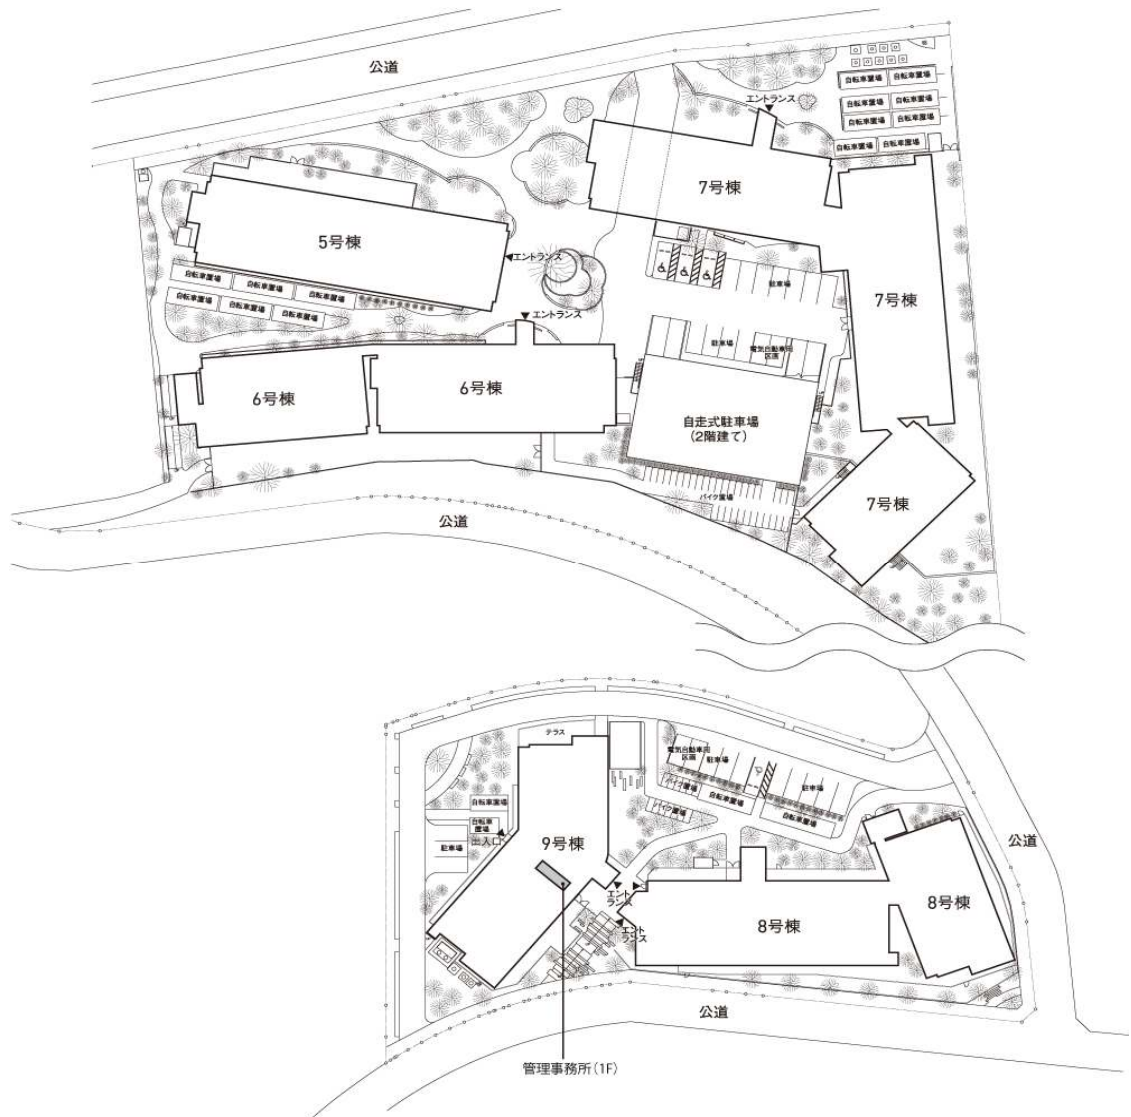 公道
エントランス
自転車置場
自転車置場
自転車置場
自転車置場
自転車置場
自転車置場
自転車置場
自転車置場
7号棟
5号棟
エントランス
自転車置場
自転車置場
自転車置場
自転車置場
自転車置場
自転車置場
駐車場
7号棟
エントランス
駐車場
電気自動車用
区画
6号棟
6号棟
自走式駐車場
(2階建て)
バイク置場
7号棟
公道
テラス
電気自動車用
区画
駐車場
駐車場
バイク置場
自転車置場
バイク置場
自転車置場
自転車置場
自転車
置場
出入口
駐車場
9号棟
公道
エント
ランス
エント
ランス
8号棟
8号棟
公道
管理事務所(1F)